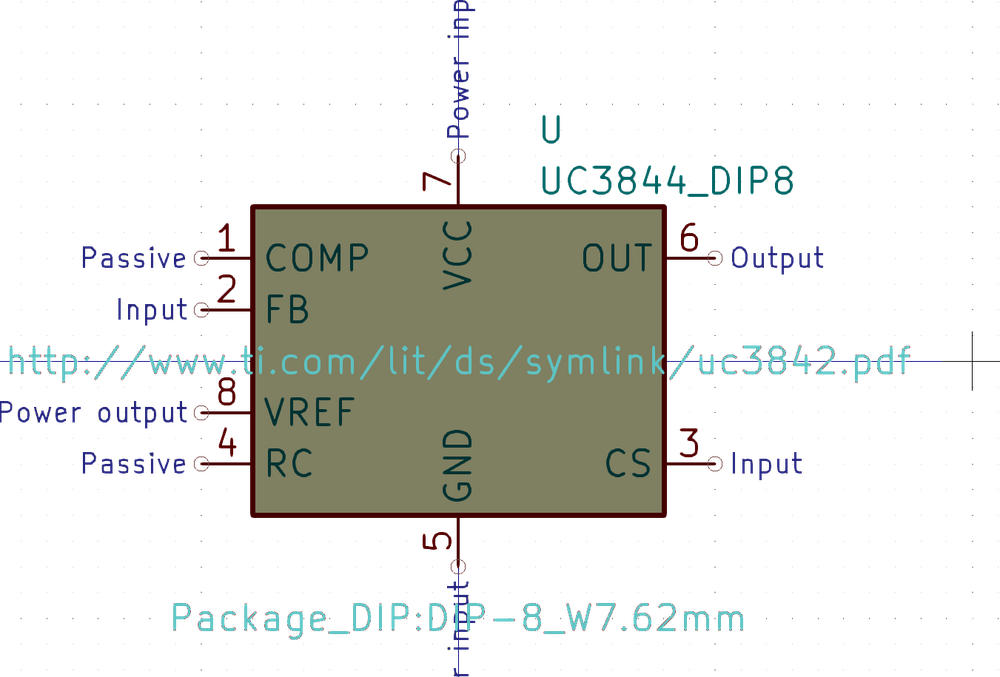 Power inp
U
7
UC3844_DIP8
1
6
Passive
COMP
VCC
OUT
Output
2
Input
FB
http://www.ti.com/lit/ds/symlink/uc3842.pdf
8
Power output
VREF
4
3
Passive
RC
GND
CS
Input
5
Package_DIP:DIP-8_W7.62mm
r input